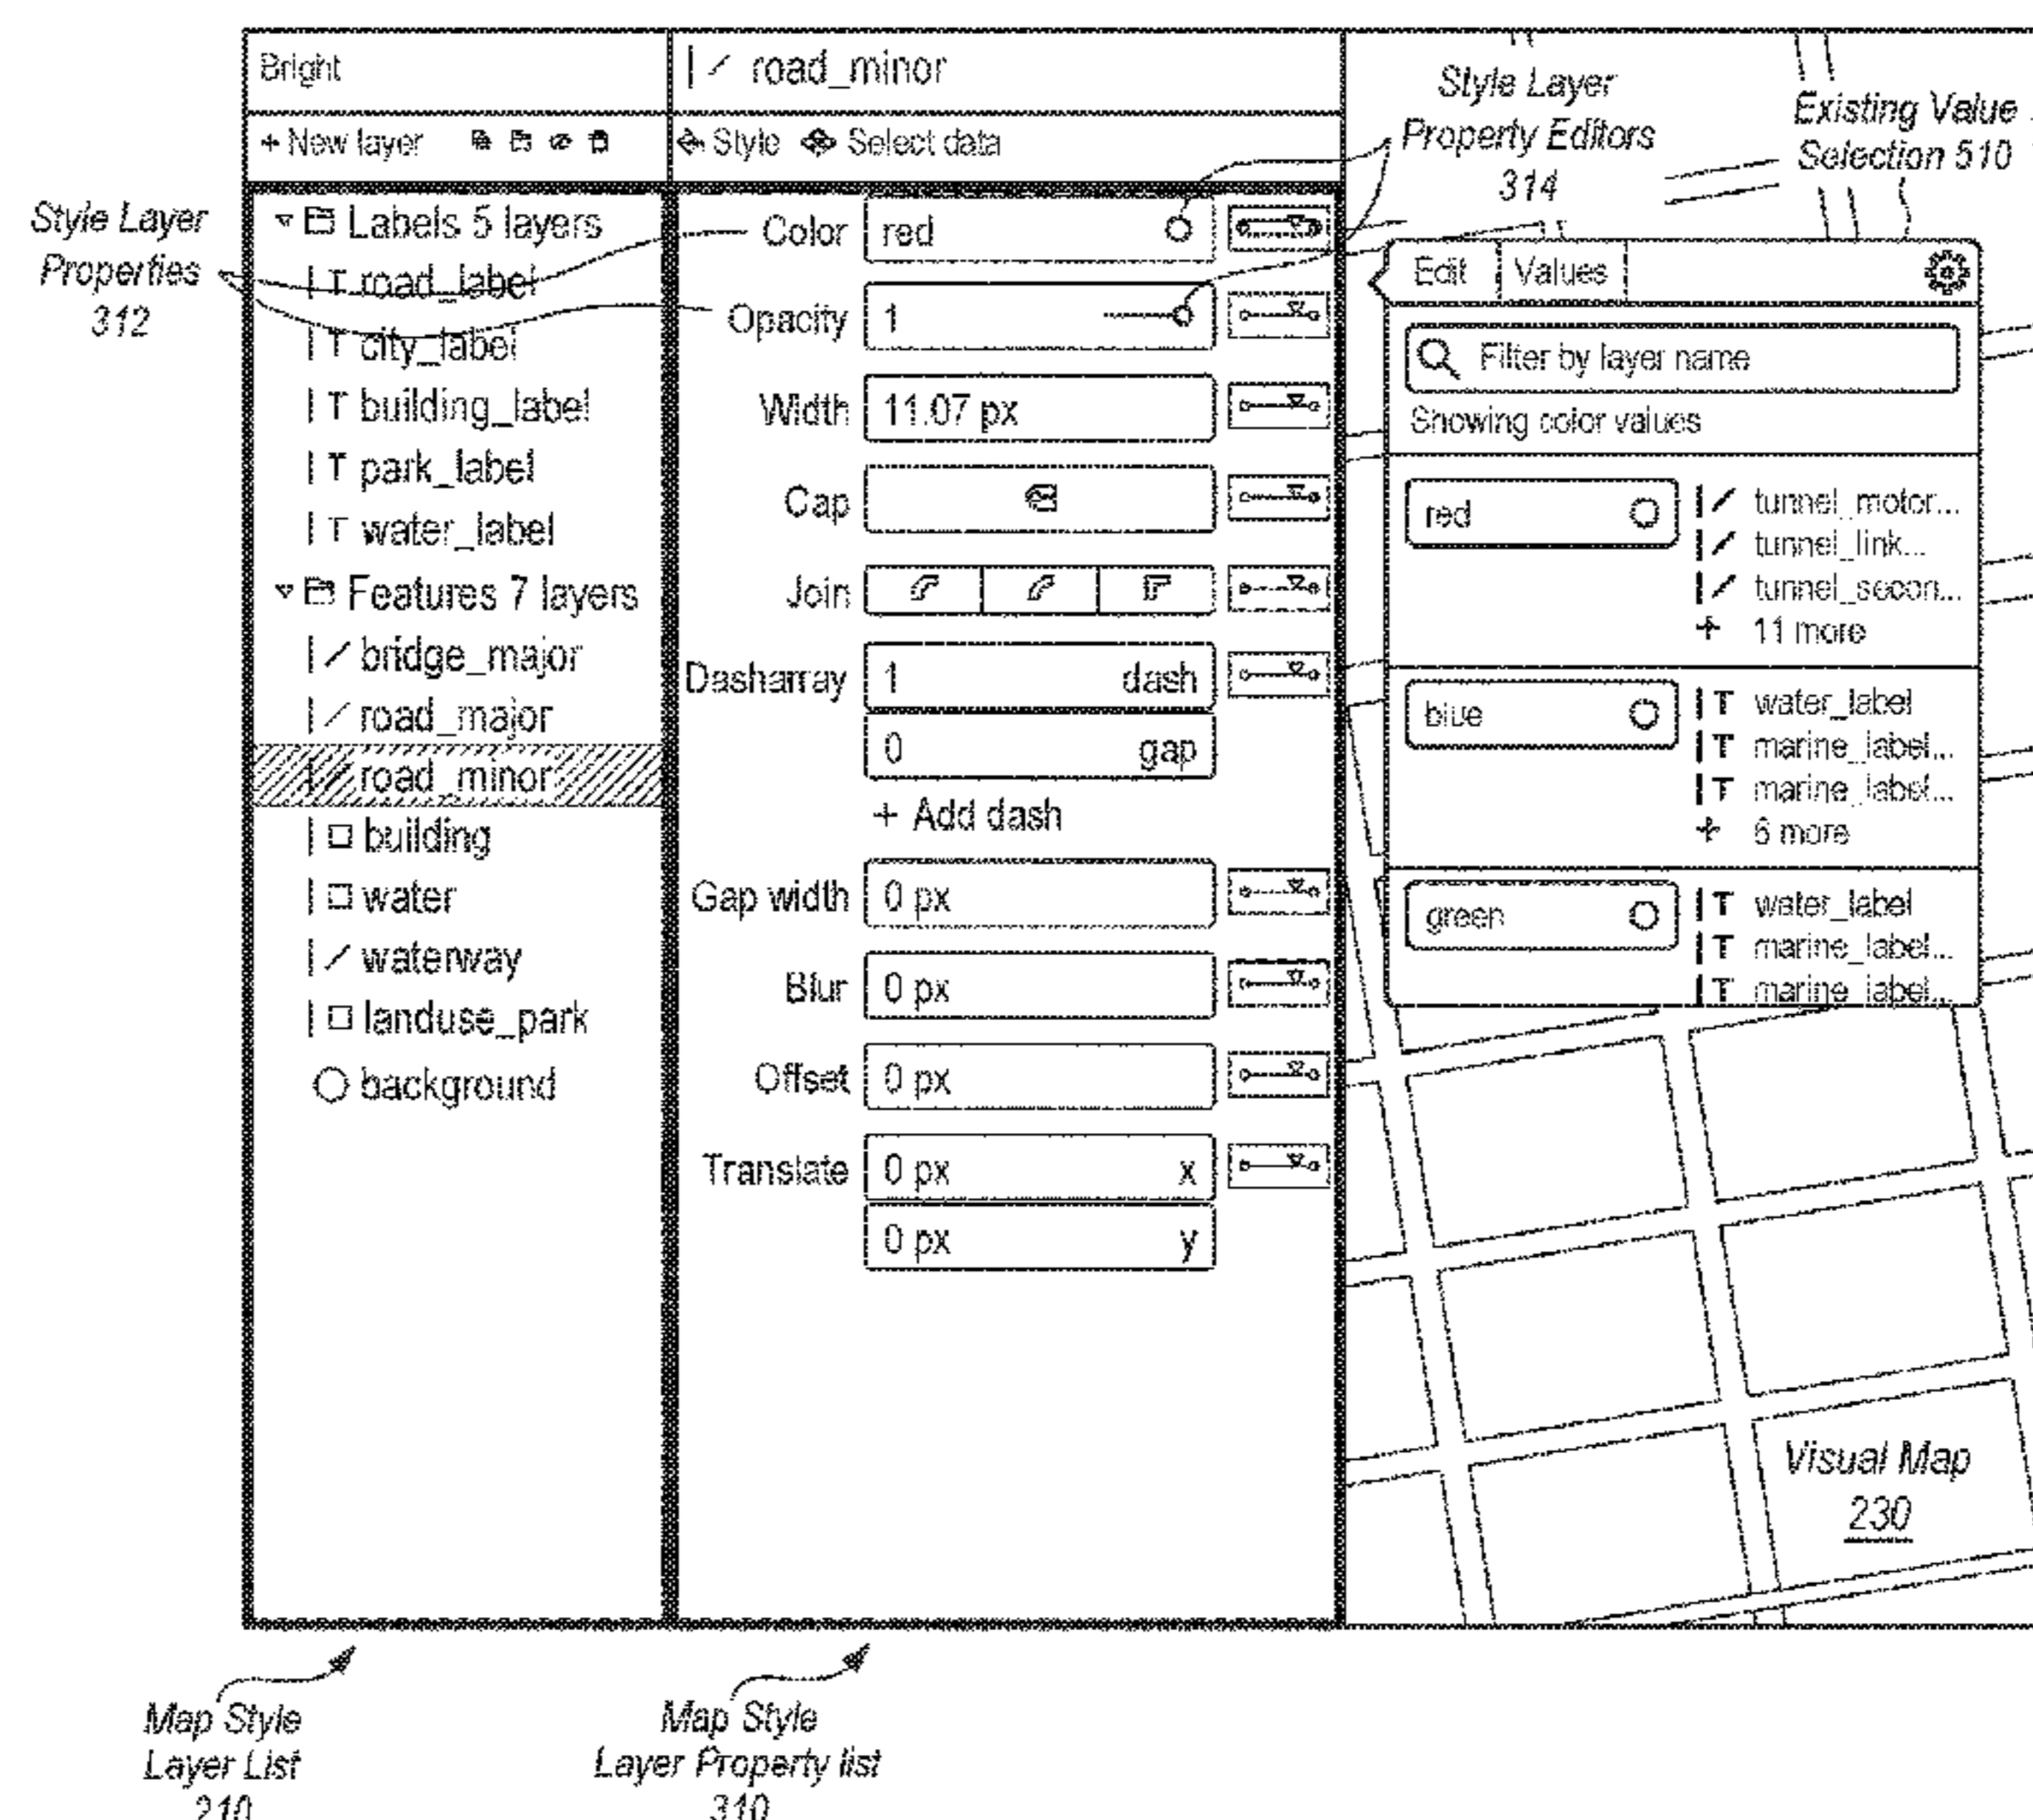 Bright
road_minor
+ New layer
Style Select data
Style Layer
Property Editors
314
Existing Value
Selection 510
Style Layer
Properties
312
Labels 5 layers
T road_label
T city_label
T building_label
T park_label
T water_label
Features 7 layers
bridge_major
road_major
road_minor
building
water
waterway
landuse_park
background
Color red
Opacity 1
Width 11.07 px
Cap
Join
Dasharray 1 dash
0 gap
+ Add dash
Gap width 0 px
Blur 0 px
Offset 0 px
Translate 0 px x
0 px y
Edit Values
Filter by layer name
Showing color values
red
tunnel_motor...
tunnel_link...
tunnel_secon...
+ 11 more
blue
T water_label
T marine_label...
T marine_label...
+ 6 more
green
T water_label
T marine_label...
T marine_label...
Visual Map
230
Map Style
Layer List
210
Map Style
Layer Property list
310